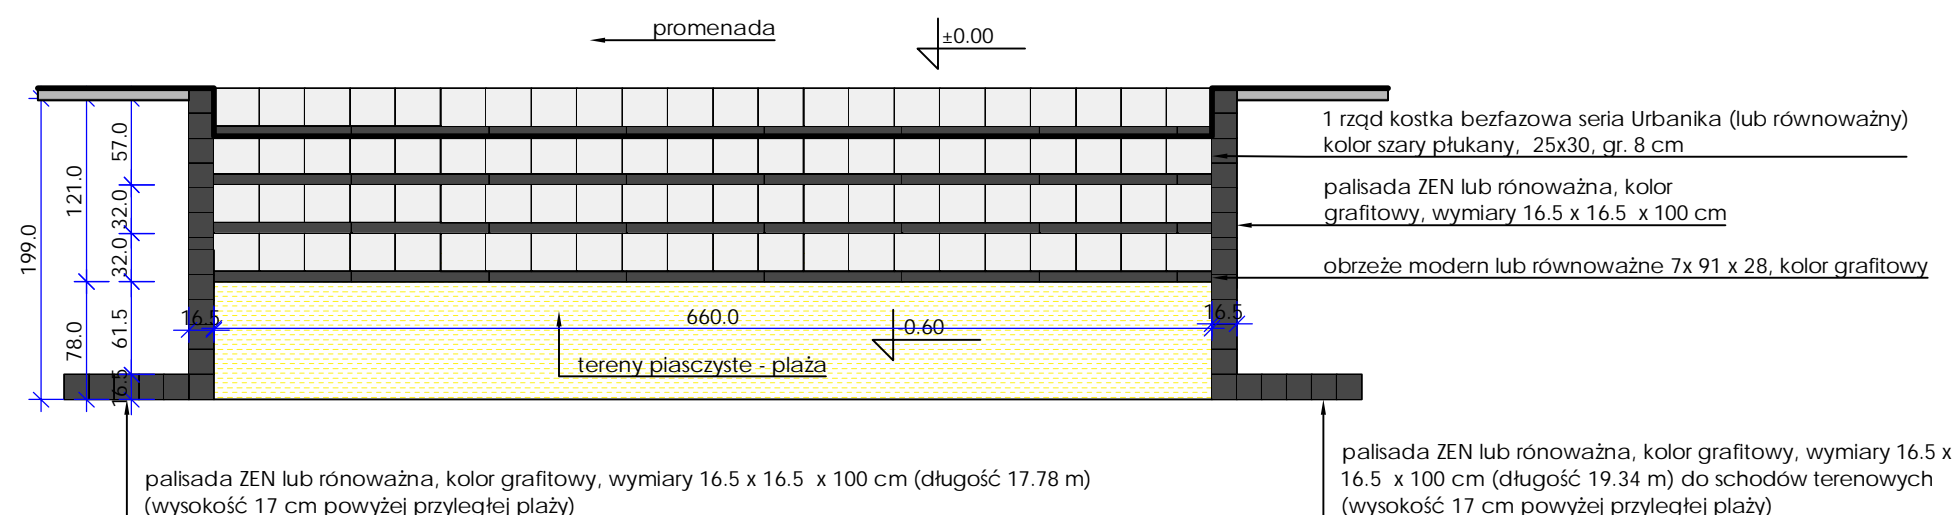 promenada
±0.00
1 rząd kostka bezfazowa seria Urbanika (lub równoważny)
kolor szary płukany, 25x30, gr. 8 cm
palisada ZEN lub rónoważna, kolor
grafitowy, wymiary 16.5 x 16.5 x 100 cm
obrzeże modern lub równoważne 7x 91 x 28, kolor grafitowy
199.0
121.0
78.0
57.0
32.0
32.0
61.5
16.5
16.5
660.0
16.5
-0.60
tereny piasczyste - plaża
palisada ZEN lub rónoważna, kolor grafitowy, wymiary 16.5 x 16.5 x 100 cm (długość 17.78 m)
(wysokość 17 cm powyżej przyległej plaży)
palisada ZEN lub rónoważna, kolor grafitowy, wymiary 16.5 x
16.5 x 100 cm (długość 19.34 m) do schodów terenowych
(wysokość 17 cm powyżej przyległej plaży)